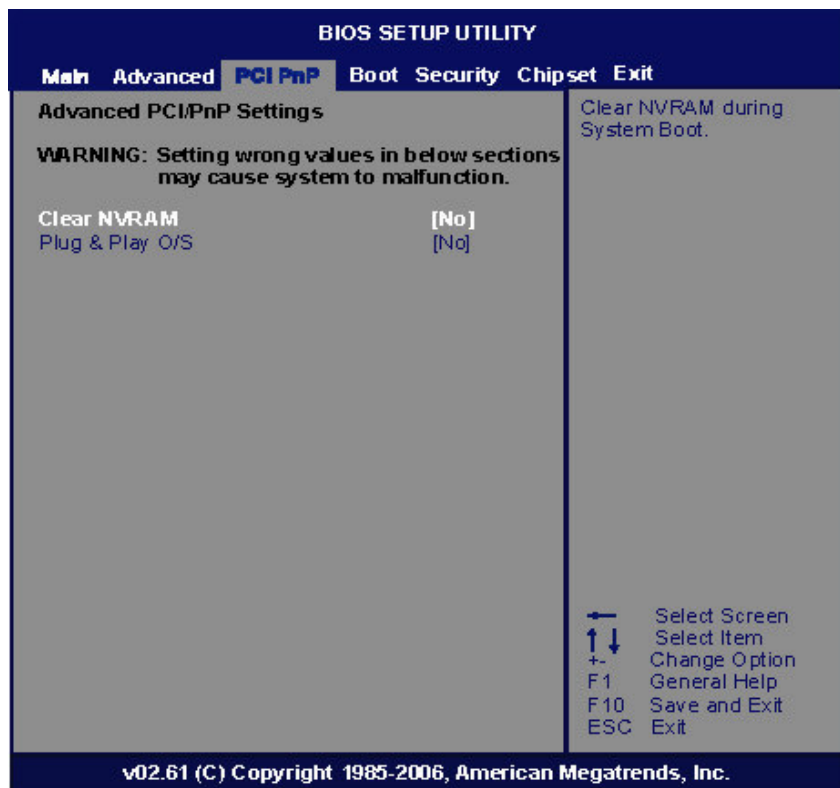 BIOS SETUP UTILITY
Main Advanced PCI PnP Boot Security Chipset Exit
Advanced PCI/PnP Settings
WARNING: Setting wrong values in below sections
may cause system to malfunction.
Clear NVRAM [No]
Plug & Play O/S [No]
Clear NVRAM during
System Boot.
← Select Screen
↑↓ Select Item
+- Change Option
F1 General Help
F10 Save and Exit
ESC Exit
v02.61 (C) Copyright 1985-2006, American Megatrends, Inc.